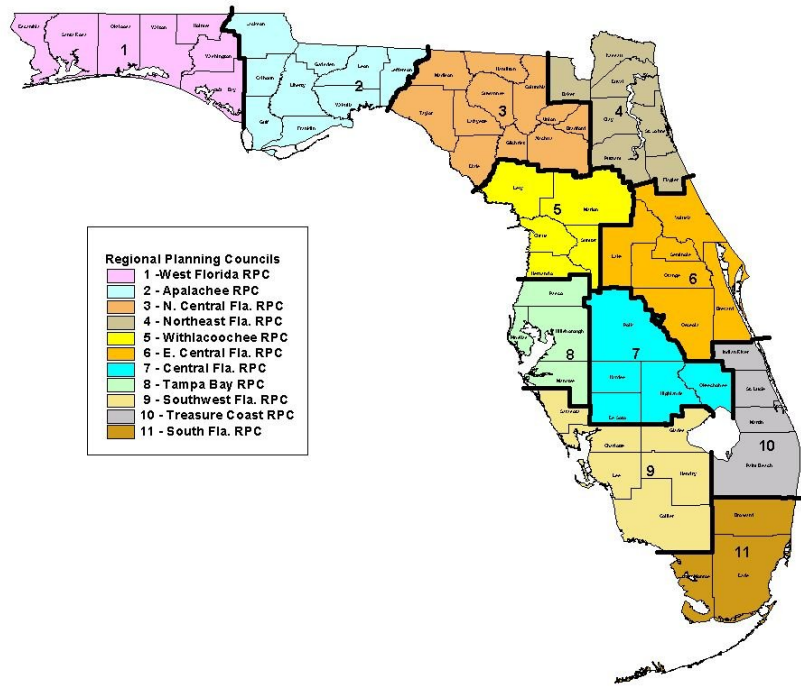 Escambia
Santa Rosa
Okaloosa
Walton
Holmes
Washington
Bay
1
Jackson
Calhoun
Gulf
Liberty
Gadsden
Leon
Jefferson
Wakulla
Franklin
2
Madison
Hamilton
Suwannee
Columbia
Taylor
Lafayette
Union
Bradford
Gilchrist
Alachua
Dixie
3
Baker
Nassau
Duval
Clay
St. Johns
Putnam
Flagler
4
Levy
Marion
5
Citrus
Sumter
Hernando
Volusia
Lake
Seminole
Orange
6
Brevard
Osceola
Regional Planning Councils
1 -West Florida RPC
2 - Apalachee RPC
3 - N. Central Fla. RPC
4 - Northeast Fla. RPC
5 - Withlacoochee RPC
6 - E. Central Fla. RPC
7 - Central Fla. RPC
8 - Tampa Bay RPC
9 - Southwest Fla. RPC
10 - Treasure Coast RPC
11 - South Fla. RPC
Pasco
Hillsborough
Pinellas
8
Manatee
Polk
7
Hardee
Highlands
Okeechobee
De Soto
Indian River
St. Lucie
Martin
10
Palm Beach
Sarasota
Charlotte
Glades
Lee
9
Hendry
Collier
Broward
11
Monroe
Dade